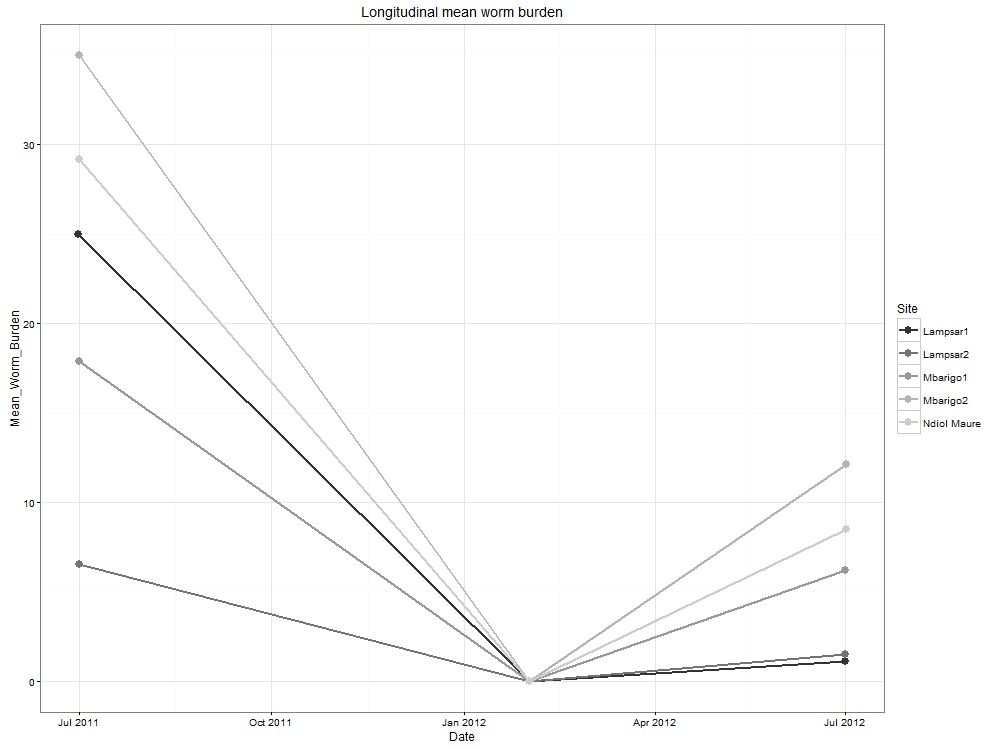 Longitudinal mean worm burden
Mean_Worm_Burden
30
20
10
0
Jul 2011
Oct 2011
Jan 2012
Apr 2012
Jul 2012
Date
Site
Lampsar1
Lampsar2
Mbarigo1
Mbarigo2
Ndiol Maure